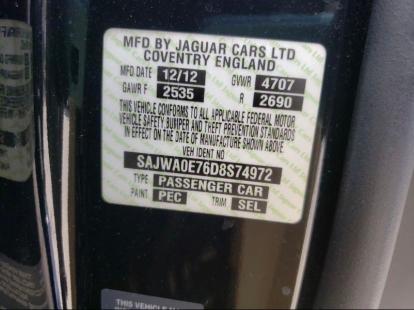 MFD BY JAGUAR CARS LTD
COVENTRY ENGLAND
MFD DATE 12/12 GVWR 4707
GAWR F 2535 R 2690
THIS VEHICLE CONFORMS TO ALL APPLICABLE FEDERAL MOTOR
VEHICLE SAFETY BUMPER AND THEFT PREVENTION STANDARDS
IN EFFECT ON THE DATE OF MANUFACTURE SHOWN ABOVE
VEH IDENT NO
SAJWA0E76D8S74972
TYPE PASSENGER CAR
PAINT PEC TRIM SEL
THIS VEHICLE